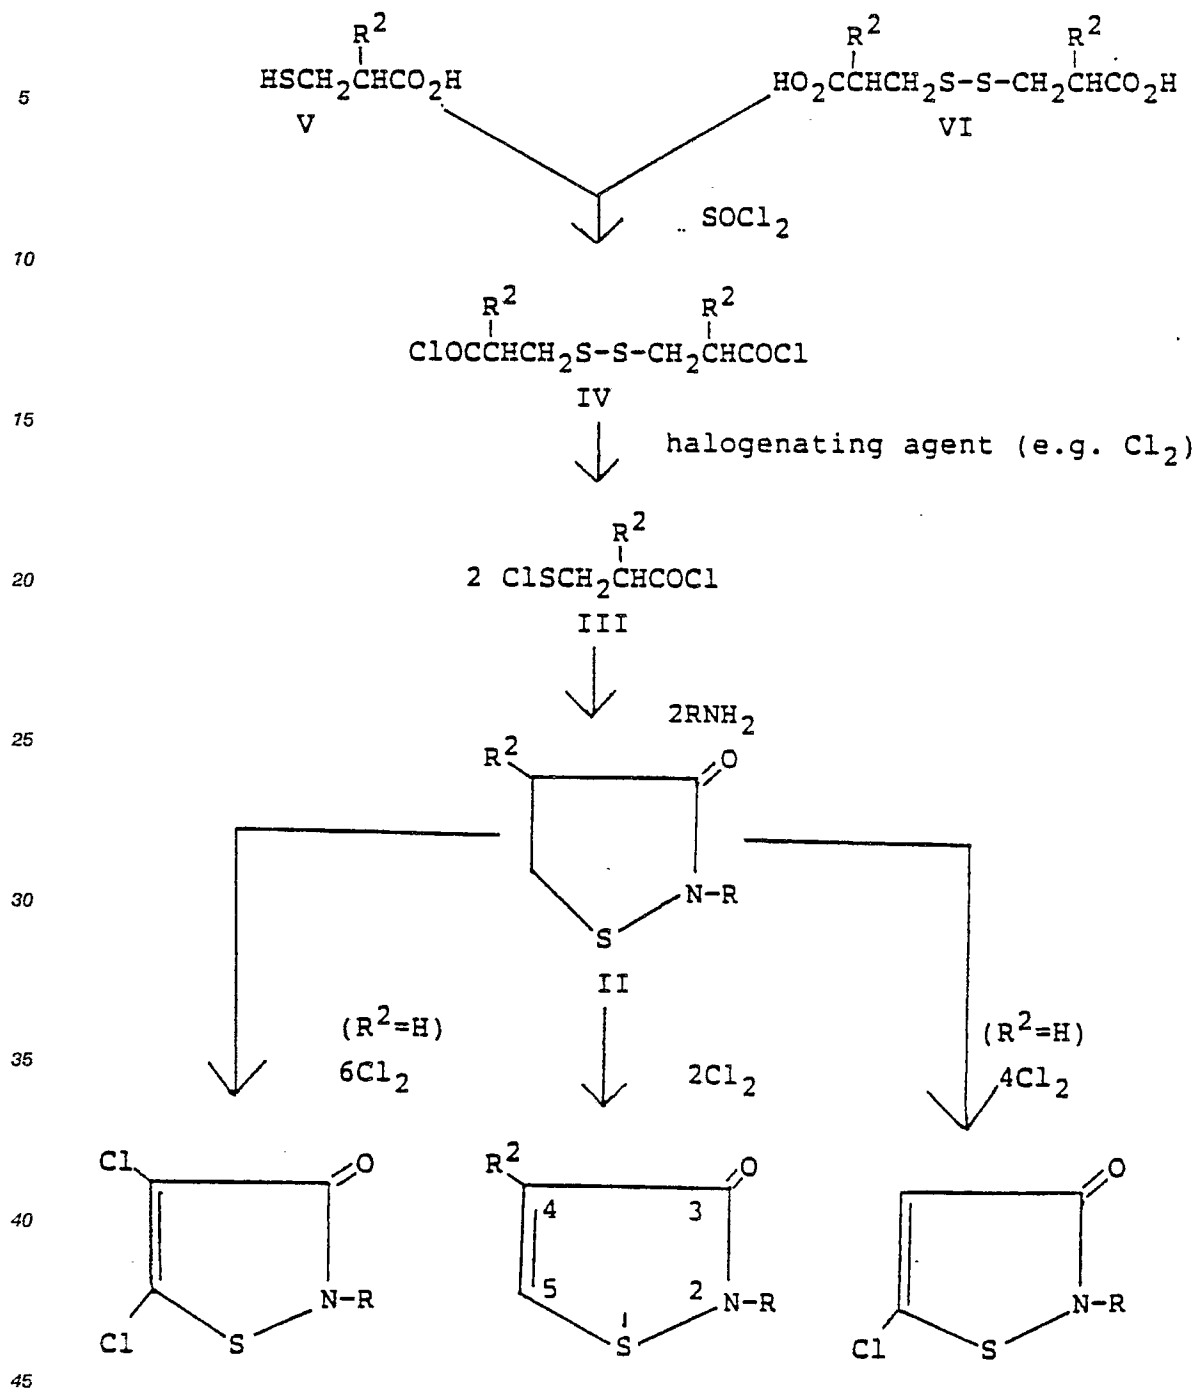 R²
R²
R²
5
HSCH₂CHCO₂H
HO₂CCHCH₂S-S-CH₂CHCO₂H
V
VI
SOCl₂
10
R²
R²
ClOCCHCH₂S-S-CH₂CHCOCl
IV
15
halogenating agent (e.g. Cl₂)
R²
20
2 ClSCH₂CHCOCl
III
2RNH₂
25
R²
O
30
N-R
S
II
(R²=H)
(R²=H)
35
6Cl₂
2Cl₂
4Cl₂
Cl
O
R²
O
O
40
4
3
5
2
N-R
N-R
N-R
Cl
S
S
Cl
S
45